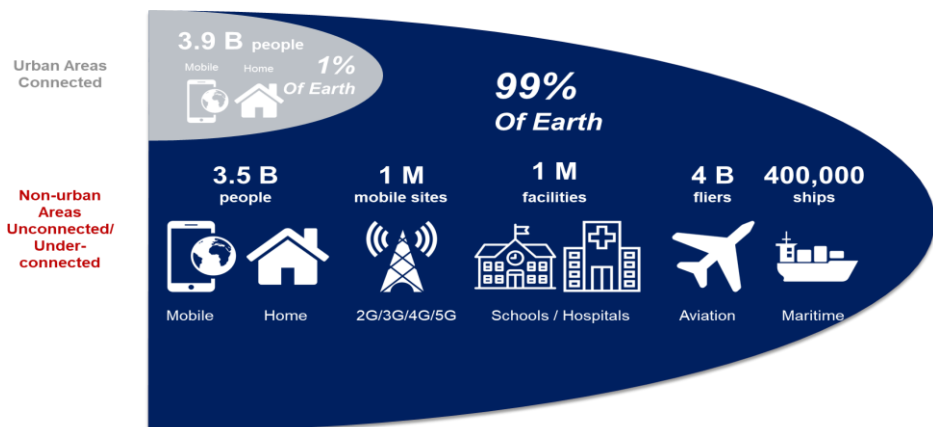 Urban Areas
Connected
3.9 B people
Mobile Home
1%
Of Earth
99%
Of Earth
Non-urban
Areas
Unconnected/
Under-
connected
3.5 B
people
1 M
mobile sites
1 M
facilities
4 B
fliers
400,000
ships
Mobile
Home
2G/3G/4G/5G
Schools / Hospitals
Aviation
Maritime